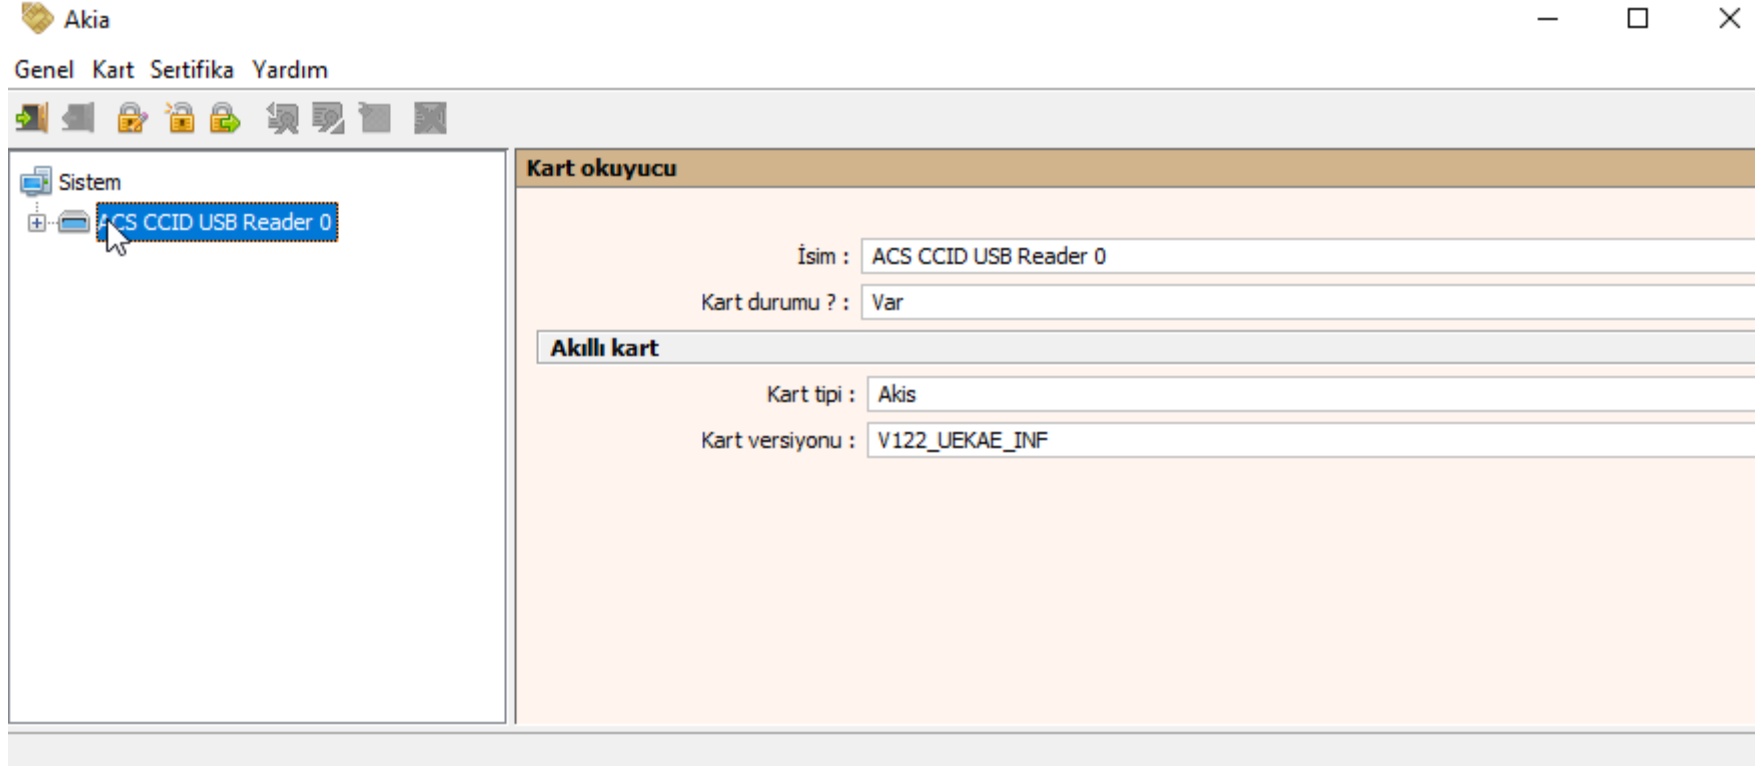 Akia
Genel Kart Sertifika Yardım
Sistem
ACS CCID USB Reader 0
Kart okuyucu
İsim : ACS CCID USB Reader 0
Kart durumu ? : Var
Akıllı kart
Kart tipi : Akis
Kart versiyonu : V122_UEKAE_INF